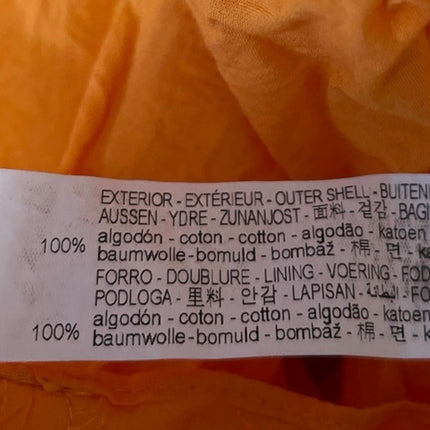 EXTERIOR - EXTÉRIEUR - OUTER SHELL - BUITEN
AUSSEN - YDRE - ZUNANJOST - 面料 - 겉감 - BAGI
100% algodón - coton - cotton - algodão - katoen
baumwolle - bomuld - bombaž - 棉 - 면 -
FORRO - DOUBLURE - LINING - VOERING - FOD
PODLOGA - 里料 - 안감 - LAPISAN - - FO
100% algodón - coton - cotton - algodão - katoen
baumwolle - bomuld - bombaž - 棉 - 면 - k